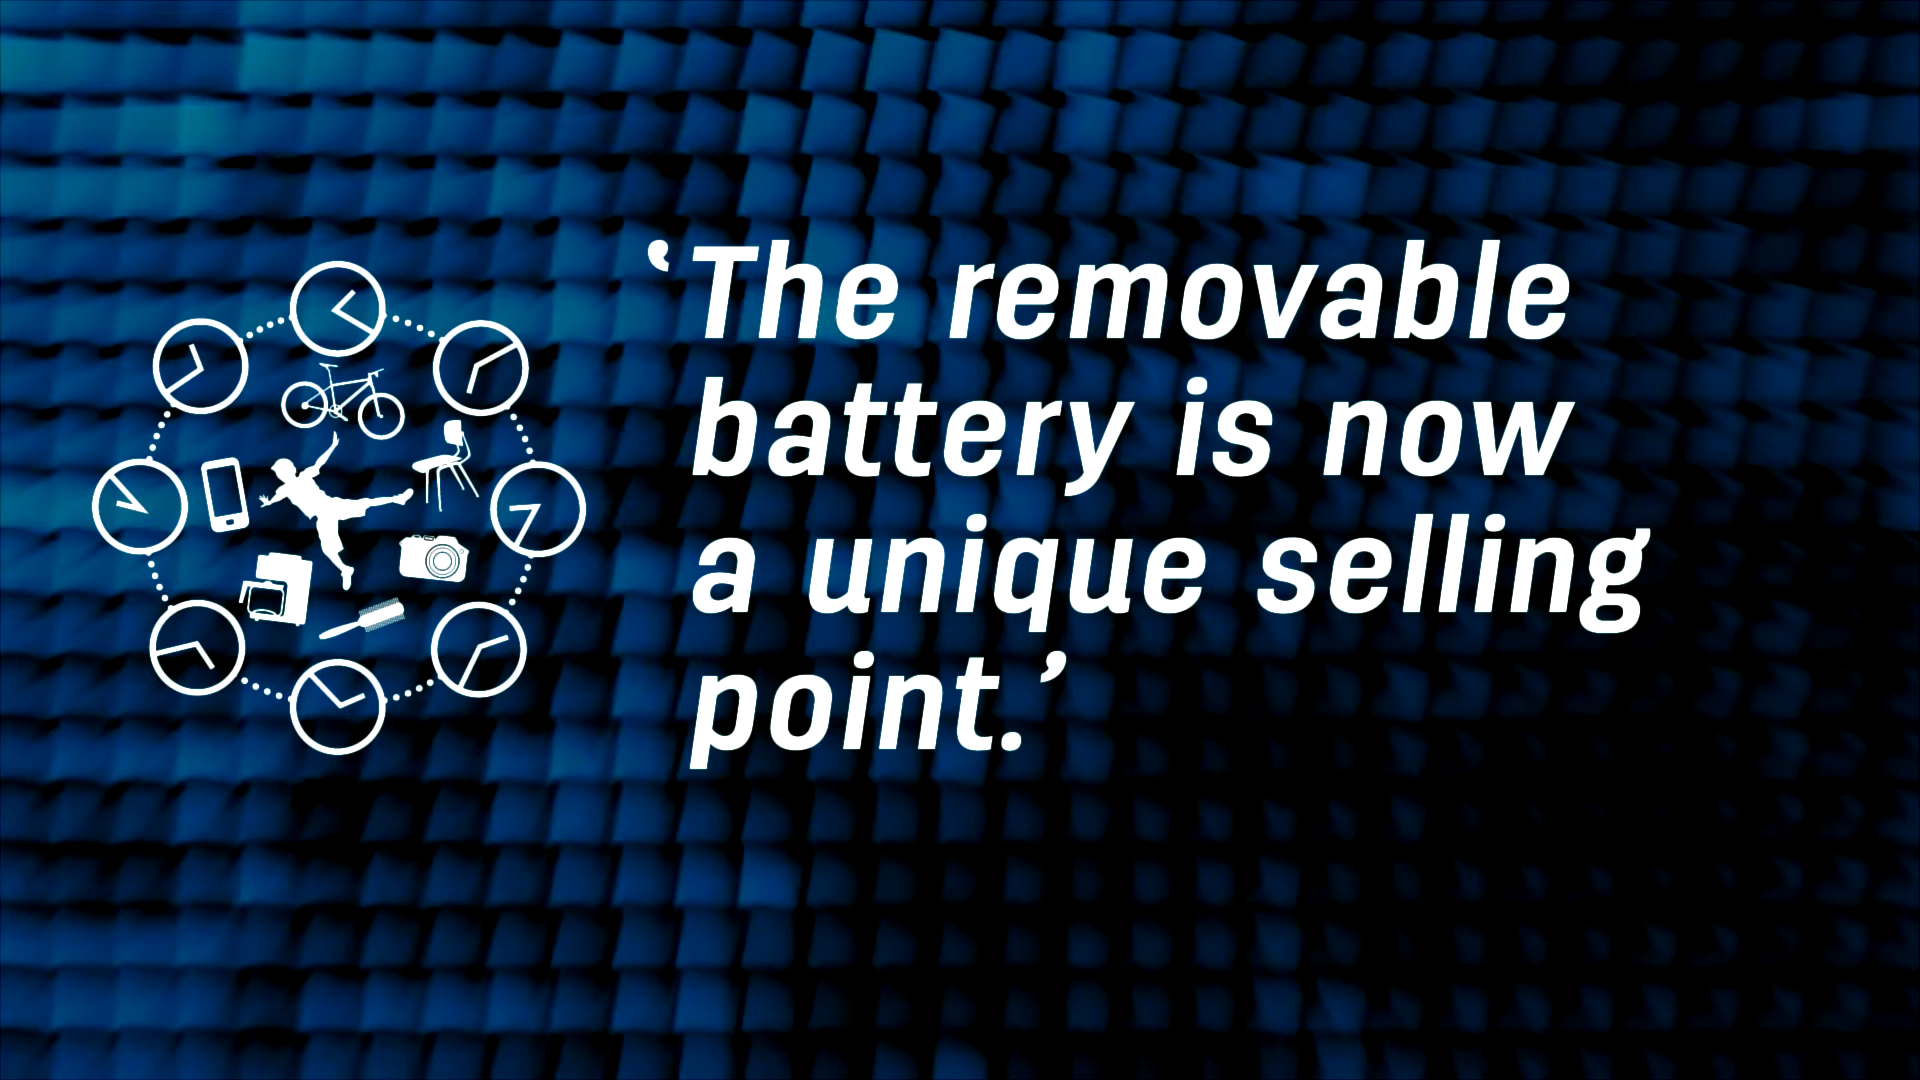 ‘The removable
battery is now
a unique selling
point.’